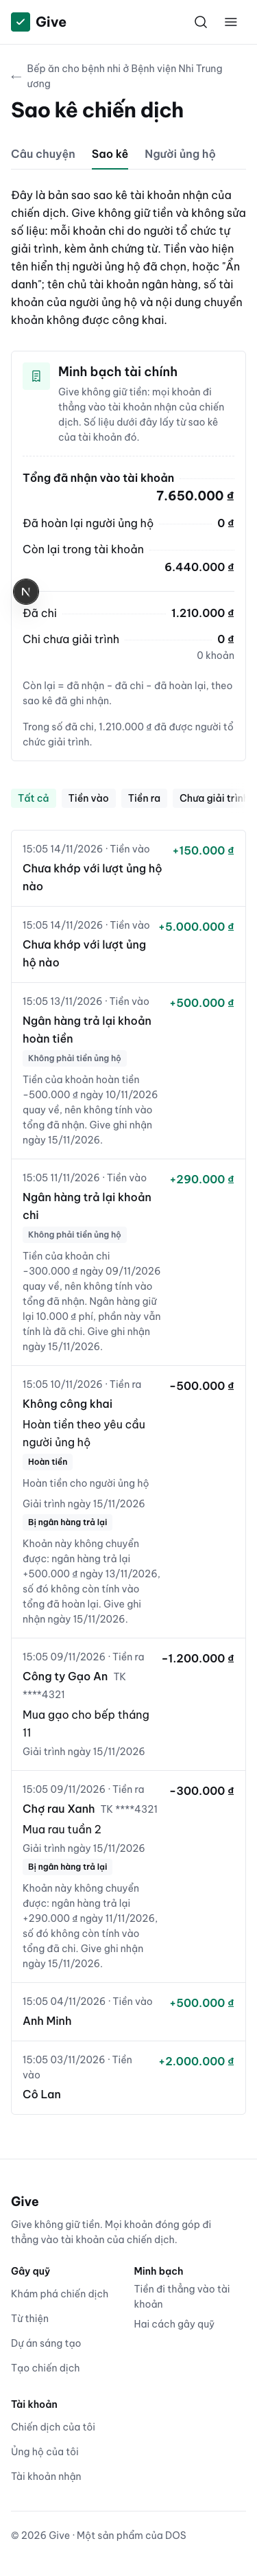 Give
Bếp ăn cho bệnh nhi ở Bệnh viện Nhi Trung
ương
Sao kê chiến dịch
Câu chuyện Sao kê Người ủng hộ
Đây là bản sao sao kê tài khoản nhận của
chiến dịch. Give không giữ tiền và không sửa
số liệu: mỗi khoản chi do người tổ chức tự
giải trình, kèm ảnh chứng từ. Tiền vào hiện
tên hiển thị người ủng hộ đã chọn, hoặc "Ẩn
danh"; tên chủ tài khoản ngân hàng, số tài
khoản của người ủng hộ và nội dung chuyển
khoản không được công khai.
Minh bạch tài chính
Give không giữ tiền: mọi khoản đi
thẳng vào tài khoản nhận của chiến
dịch. Số liệu dưới đây lấy từ sao kê
của tài khoản đó.
Tổng đã nhận vào tài khoản
7.650.000 ₫
Đã hoàn lại người ủng hộ 0 ₫
Còn lại trong tài khoản
6.440.000 ₫
Đã chi 1.210.000 ₫
Chi chưa giải trình 0 ₫
0 khoản
Còn lại = đã nhận − đã chi − đã hoàn lại, theo
sao kê đã ghi nhận.
Trong số đã chi, 1.210.000 ₫ đã được người tổ
chức giải trình.
Tất cả Tiền vào Tiền ra Chưa giải trình
15:05 14/11/2026 · Tiền vào +150.000 ₫
Chưa khớp với lượt ủng hộ
nào
15:05 14/11/2026 · Tiền vào +5.000.000 ₫
Chưa khớp với lượt ủng
hộ nào
15:05 13/11/2026 · Tiền vào +500.000 ₫
Ngân hàng trả lại khoản
hoàn tiền
Không phải tiền ủng hộ
Tiền của khoản hoàn tiền
−500.000 ₫ ngày 10/11/2026
quay về, nên không tính vào
tổng đã nhận. Give ghi nhận
ngày 15/11/2026.
15:05 11/11/2026 · Tiền vào +290.000 ₫
Ngân hàng trả lại khoản
chi
Không phải tiền ủng hộ
Tiền của khoản chi
−300.000 ₫ ngày 09/11/2026
quay về, nên không tính vào
tổng đã nhận. Ngân hàng giữ
lại 10.000 ₫ phí, phần này vẫn
tính là đã chi. Give ghi nhận
ngày 15/11/2026.
15:05 10/11/2026 · Tiền ra −500.000 ₫
Không công khai
Hoàn tiền theo yêu cầu
người ủng hộ
Hoàn tiền
Hoàn tiền cho người ủng hộ
Giải trình ngày 15/11/2026
Bị ngân hàng trả lại
Khoản này không chuyển
được: ngân hàng trả lại
+500.000 ₫ ngày 13/11/2026,
số đó không còn tính vào
tổng đã hoàn lại. Give ghi
nhận ngày 15/11/2026.
15:05 09/11/2026 · Tiền ra −1.200.000 ₫
Công ty Gạo An TK
****4321
Mua gạo cho bếp tháng
11
Giải trình ngày 15/11/2026
15:05 09/11/2026 · Tiền ra −300.000 ₫
Chợ rau Xanh TK ****4321
Mua rau tuần 2
Giải trình ngày 15/11/2026
Bị ngân hàng trả lại
Khoản này không chuyển
được: ngân hàng trả lại
+290.000 ₫ ngày 11/11/2026,
số đó không còn tính vào
tổng đã chi. Give ghi nhận
ngày 15/11/2026.
15:05 04/11/2026 · Tiền vào +500.000 ₫
Anh Minh
15:05 03/11/2026 · Tiền
vào +2.000.000 ₫
Cô Lan
Give
Give không giữ tiền. Mọi khoản đóng góp đi
thẳng vào tài khoản của chiến dịch.
Gây quỹ
Khám phá chiến dịch
Từ thiện
Dự án sáng tạo
Tạo chiến dịch
Minh bạch
Tiền đi thẳng vào tài
khoản
Hai cách gây quỹ
Tài khoản
Chiến dịch của tôi
Ủng hộ của tôi
Tài khoản nhận
© 2026 Give · Một sản phẩm của DOS